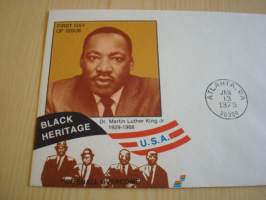 FIRST DAY
OF ISSUE
Dr. Martin Luther King Jr
1929-1968
BLACK
HERITAGE
U.S.A.
ATLANTA, GA
JAN
13
1979
30304